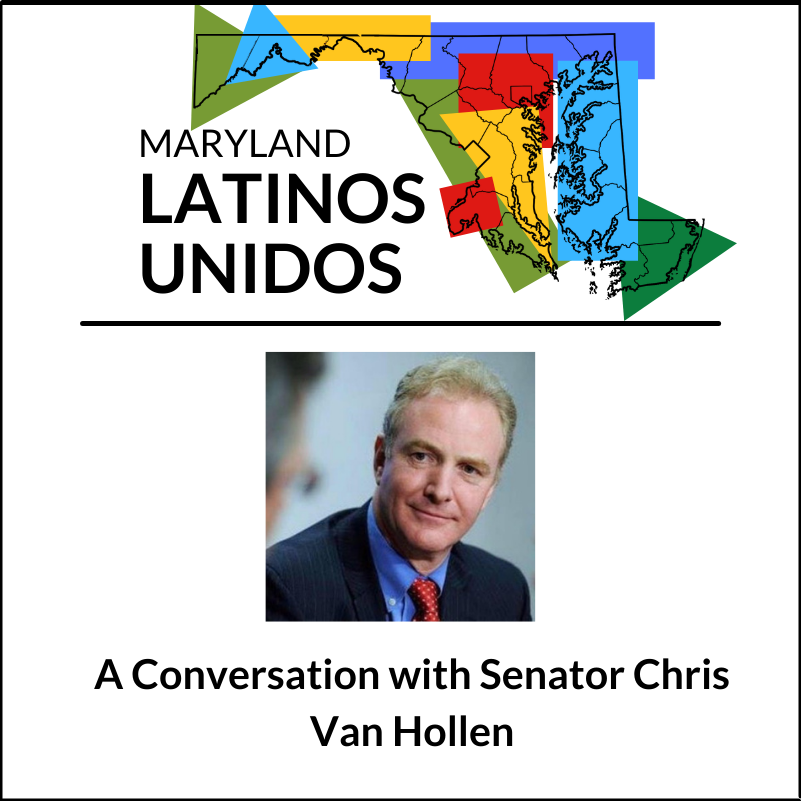 MARYLAND
LATINOS
UNIDOS
A Conversation with Senator Chris
Van Hollen